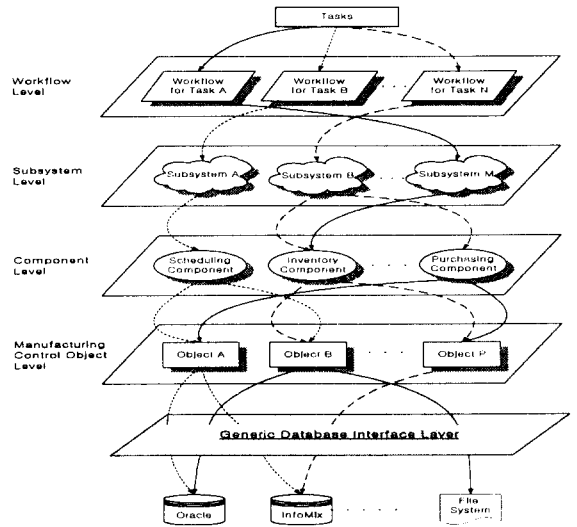 Tasks
Workflow Level
Workflow for Task A
Workflow for Task B
Workflow for Task N
Subsystem Level
Subsystem A
Subsystem B
Subsystem M
Component Level
Scheduling Component
Inventory Component
Purchasing Component
Manufacturing Control Object Level
Object A
Object B
Object P
Generic Database Interface Layer
Oracle
InfoMix
File System